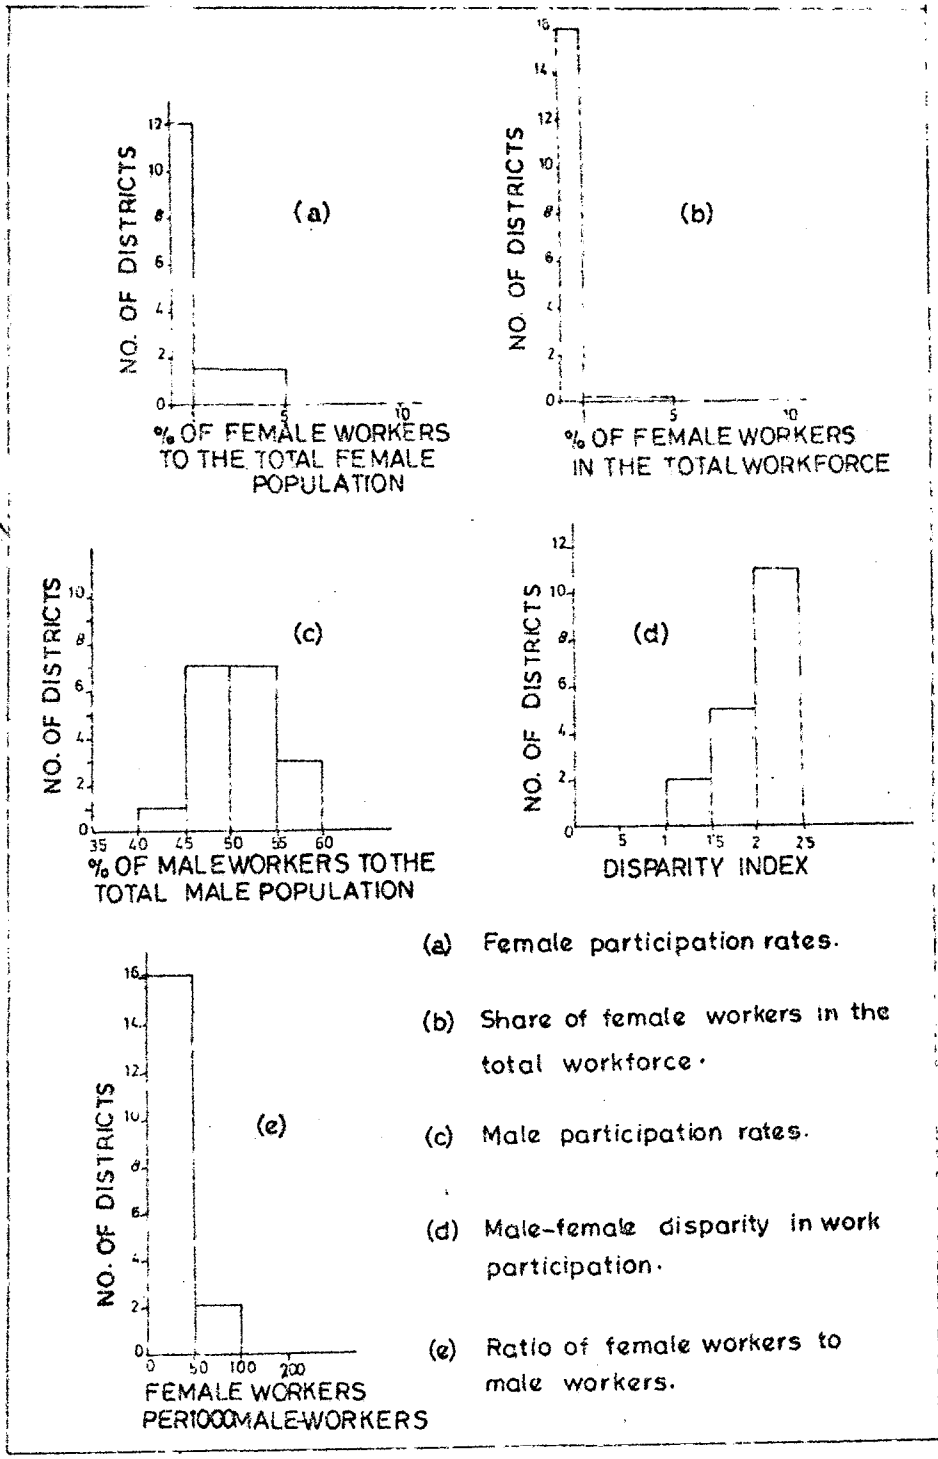 NO. OF DISTRICTS
12
10
8
6
4
2
0
(a)
1 5 10
% OF FEMALE WORKERS
TO THE TOTAL FEMALE
POPULATION
NO. OF DISTRICTS
16
14
12
10
8
6
4
2
0
(b)
5 10
% OF FEMALE WORKERS
IN THE TOTAL WORKFORCE
NO. OF DISTRICTS
10
8
6
4
2
0
(c)
35 40 45 50 55 60
% OF MALE WORKERS TO THE
TOTAL MALE POPULATION
NO. OF DISTRICTS
12
10
8
6
4
2
0
(d)
5 1 1.5 2 25
DISPARITY INDEX
NO. OF DISTRICTS
16
14
12
10
8
6
4
2
0
(e)
0 50 100 200
FEMALE WORKERS
PER1000MALE-WORKERS
(a) Female participation rates.
(b) Share of female workers in the
total workforce.
(c) Male participation rates.
(d) Male-female disparity in work
participation.
(e) Ratio of female workers to
male workers.